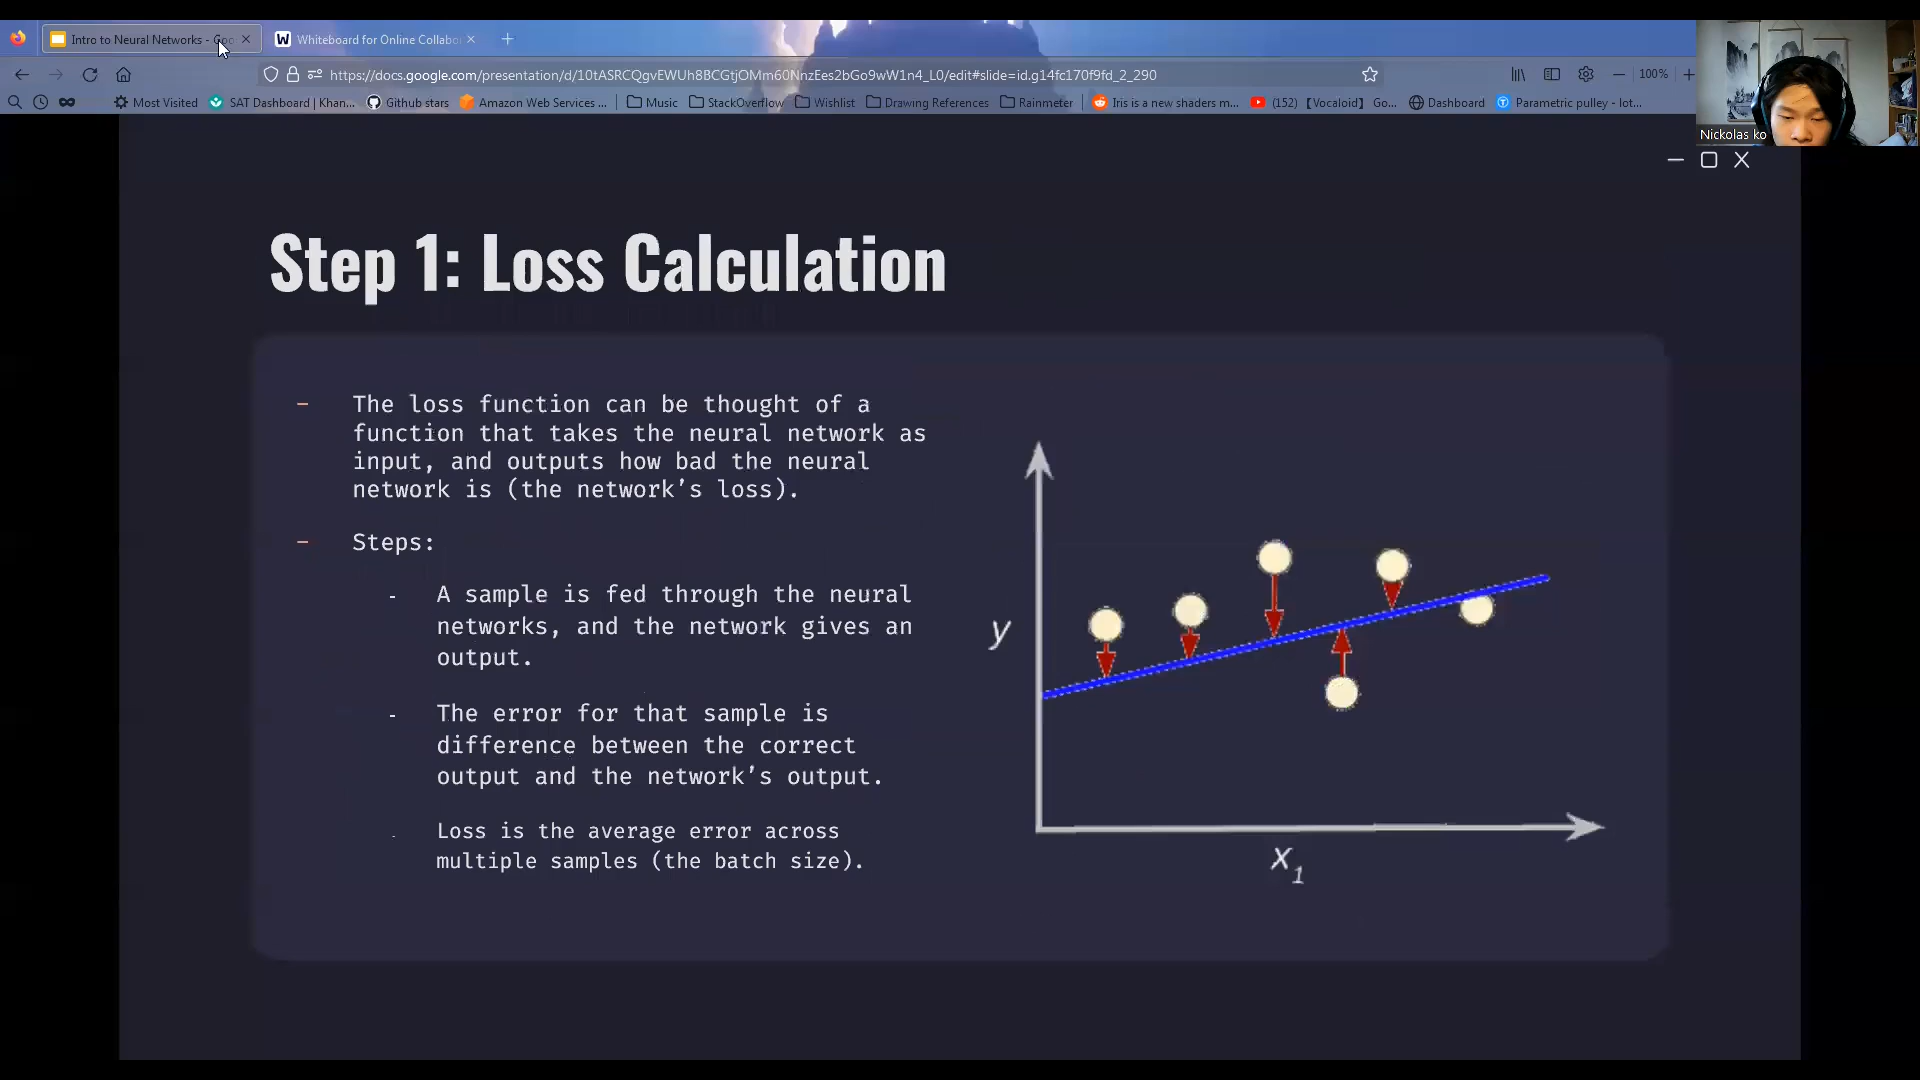 Intro to Neural Networks - Goo
Whiteboard for Online Collabo
https://docs.google.com/presentation/d/10tASRCQgvEWUh8BCGtjOMm60NnzEes2bGo9wW1n4_L0/edit#slide=id.g14fc170f9fd_2_290
100%
Most Visited
SAT Dashboard | Khan...
Github stars
Amazon Web Services ...
Music
StackOverflow
Wishlist
Drawing References
Rainmeter
Iris is a new shaders m...
(152) 【Vocaloid】 Go...
Dashboard
Parametric pulley - lot...
Nickolas ko
Step 1: Loss Calculation
- The loss function can be thought of a
function that takes the neural network as
input, and outputs how bad the neural
network is (the network's loss).
- Steps:
- A sample is fed through the neural
networks, and the network gives an
output.
- The error for that sample is
difference between the correct
output and the network's output.
- Loss is the average error across
multiple samples (the batch size).
y
x₁